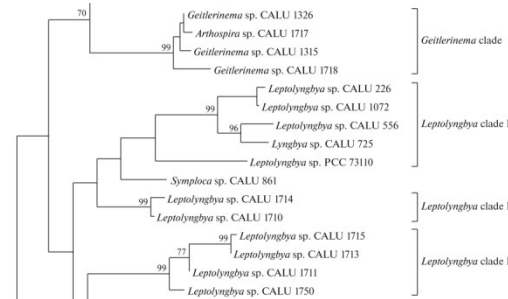 70
Geitlerinema sp. CALU 1326
Arthospira sp. CALU 1717
Geitlerinema sp. CALU 1315
99
Geitlerinema sp. CALU 1718
Geitlerinema clade
Leptolyngbya sp. CALU 226
99
Leptolyngbya sp. CALU 1072
Leptolyngbya sp. CALU 556
96
Lyngbya sp. CALU 725
Leptolyngbya sp. PCC 73110
Leptolyngbya clade I
Symploca sp. CALU 861
Leptolyngbya sp. CALU 1714
99
Leptolyngbya sp. CALU 1710
Leptolyngbya clade
Leptolyngbya sp. CALU 1715
99
Leptolyngbya sp. CALU 1713
77
Leptolyngbya sp. CALU 1711
99
Leptolyngbya sp. CALU 1750
Leptolyngbya clade